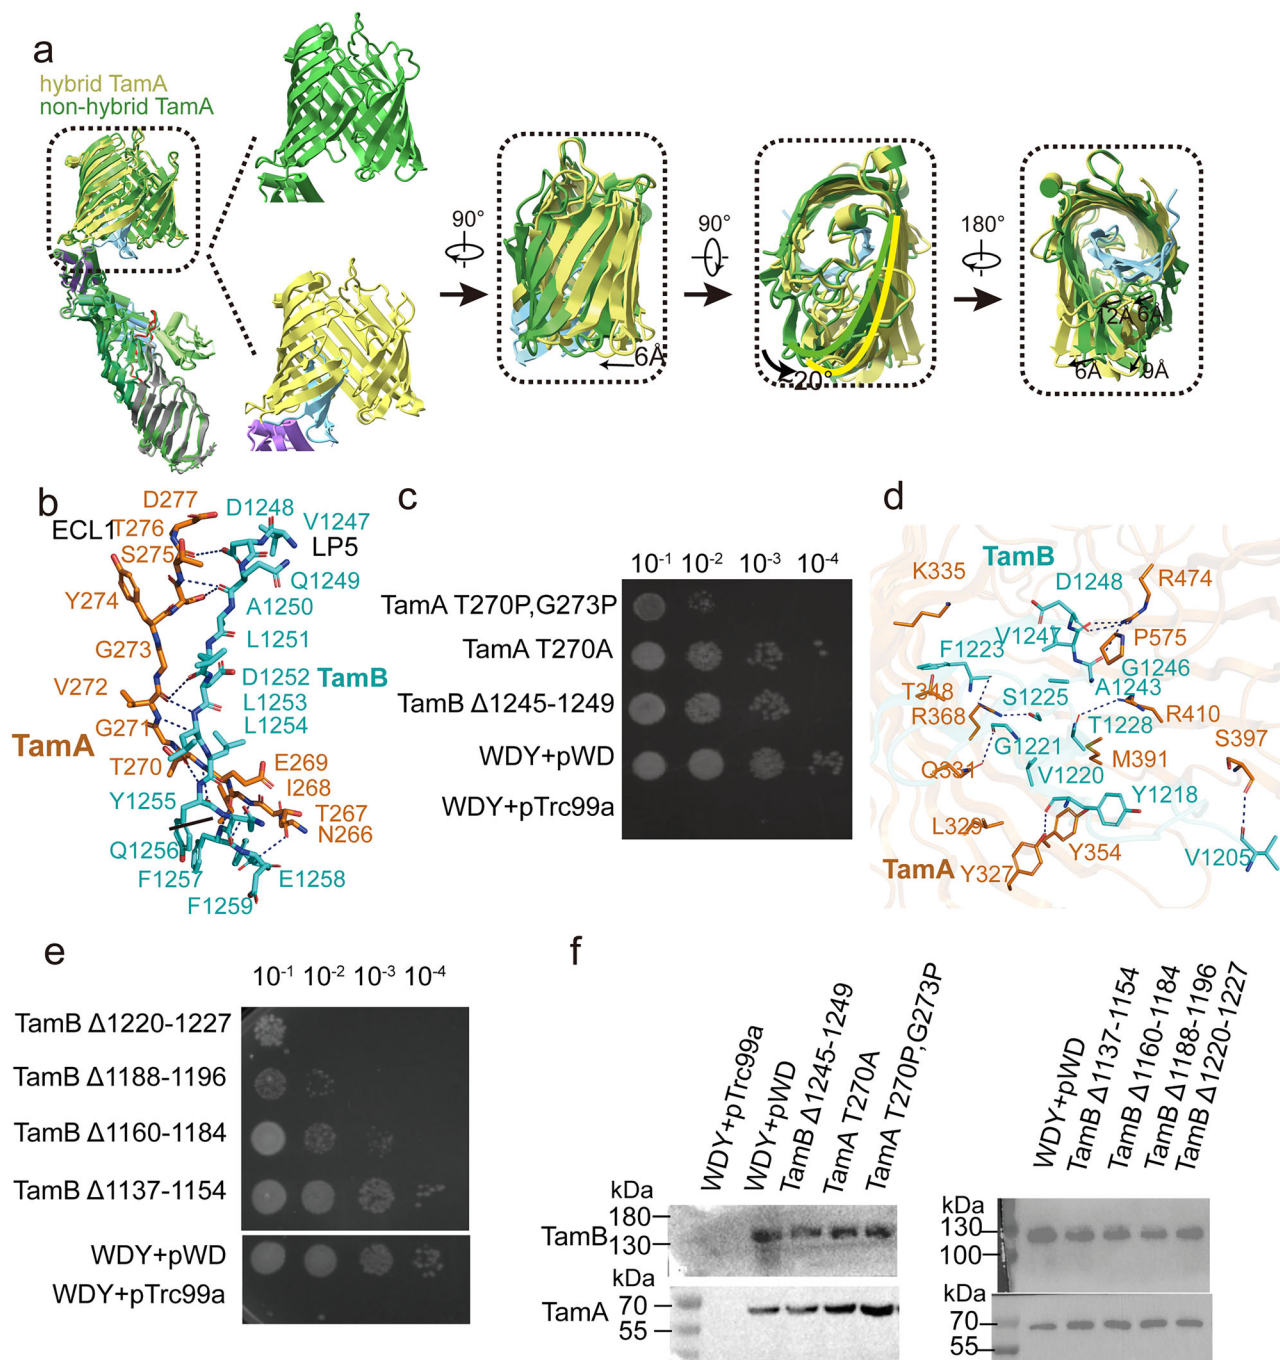 a
hybrid TamA
non-hybrid TamA
90°
90°
180°
6Å
~20°
2Å 6Å
6Å 9Å
b
D277
ECL1 T276
S275
Y274
G273
V272
G271
TamA
T270
D1248
V1247
LP5
Q1249
A1250
L1251
D1252 TamB
L1253
L1254
E269
I268
T267
N266
Y1255
Q1256
F1257
E1258
F1259
c
10-1 10-2 10-3 10-4
TamA T270P,G273P
TamA T270A
TamB Δ1245-1249
WDY+pWD
WDY+pTrc99a
d
K335
TamB
D1248
R474
V1247
P575
F1223
G1246
S1225
A1243
T348
R368
T1228
R410
G1221
M391
S397
Q331
V1220
Y1218
L329
Y354
V1205
TamA Y327
e
10-1 10-2 10-3 10-4
TamB Δ1220-1227
TamB Δ1188-1196
TamB Δ1160-1184
TamB Δ1137-1154
WDY+pWD
WDY+pTrc99a
f
WDY+pTrc99a
WDY+pWD
TamB Δ1245-1249
TamA T270A
TamA T270P,G273P
kDa
180
TamB
130
kDa
TamA 70
55
WDY+pWD
TamB Δ1137-1154
TamB Δ1160-1184
TamB Δ1188-1196
TamB Δ1220-1227
kDa
130
100
kDa
70
55